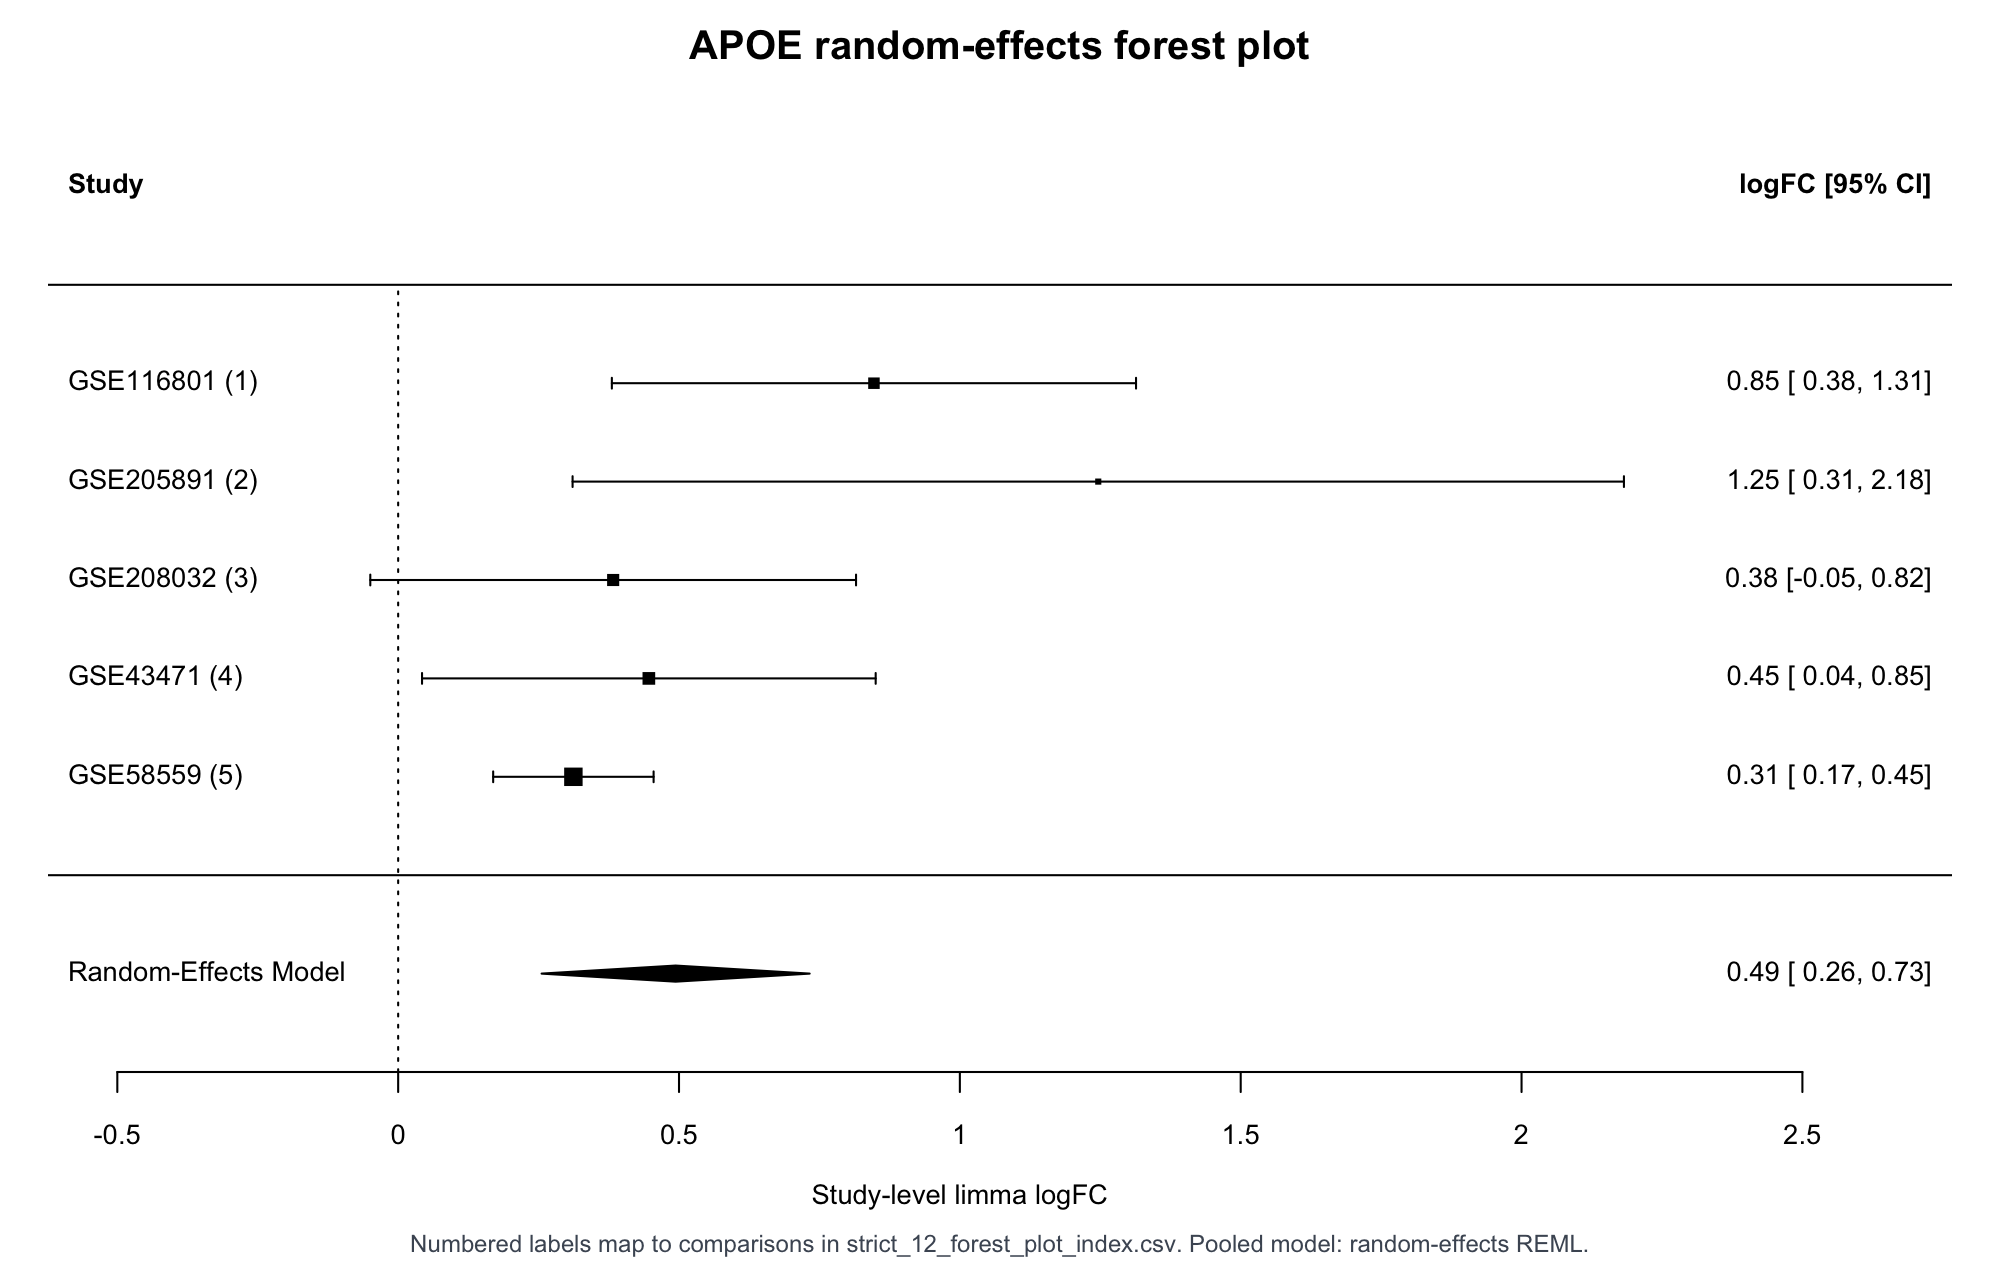 APOE random-effects forest plot
Study logFC [95% CI]
GSE116801 (1) 0.85 [ 0.38, 1.31]
GSE205891 (2) 1.25 [ 0.31, 2.18]
GSE208032 (3) 0.38 [-0.05, 0.82]
GSE43471 (4) 0.45 [ 0.04, 0.85]
GSE58559 (5) 0.31 [ 0.17, 0.45]
Random-Effects Model 0.49 [ 0.26, 0.73]
-0.5 0 0.5 1 1.5 2 2.5
Study-level limma logFC
Numbered labels map to comparisons in strict_12_forest_plot_index.csv. Pooled model: random-effects REML.